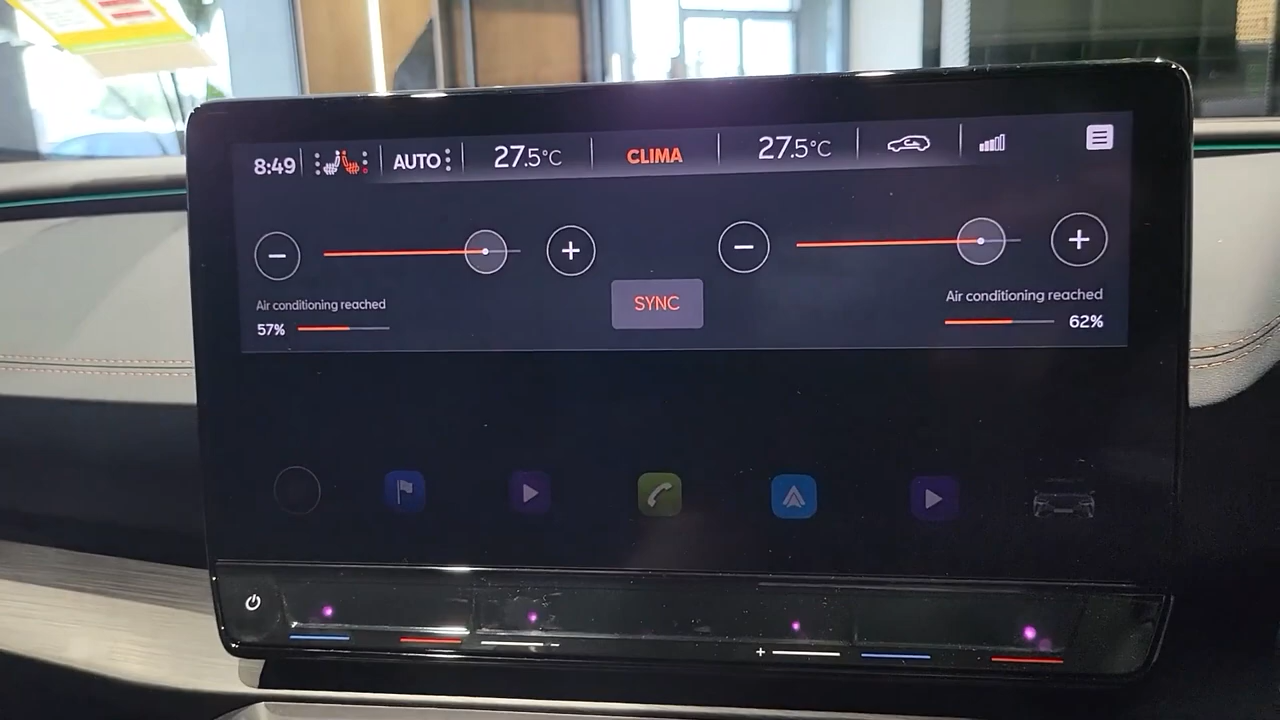 8:49 AUTO 27.5°C CLIMA 27.5°C
SYNC
Air conditioning reached
57%
Air conditioning reached
62%